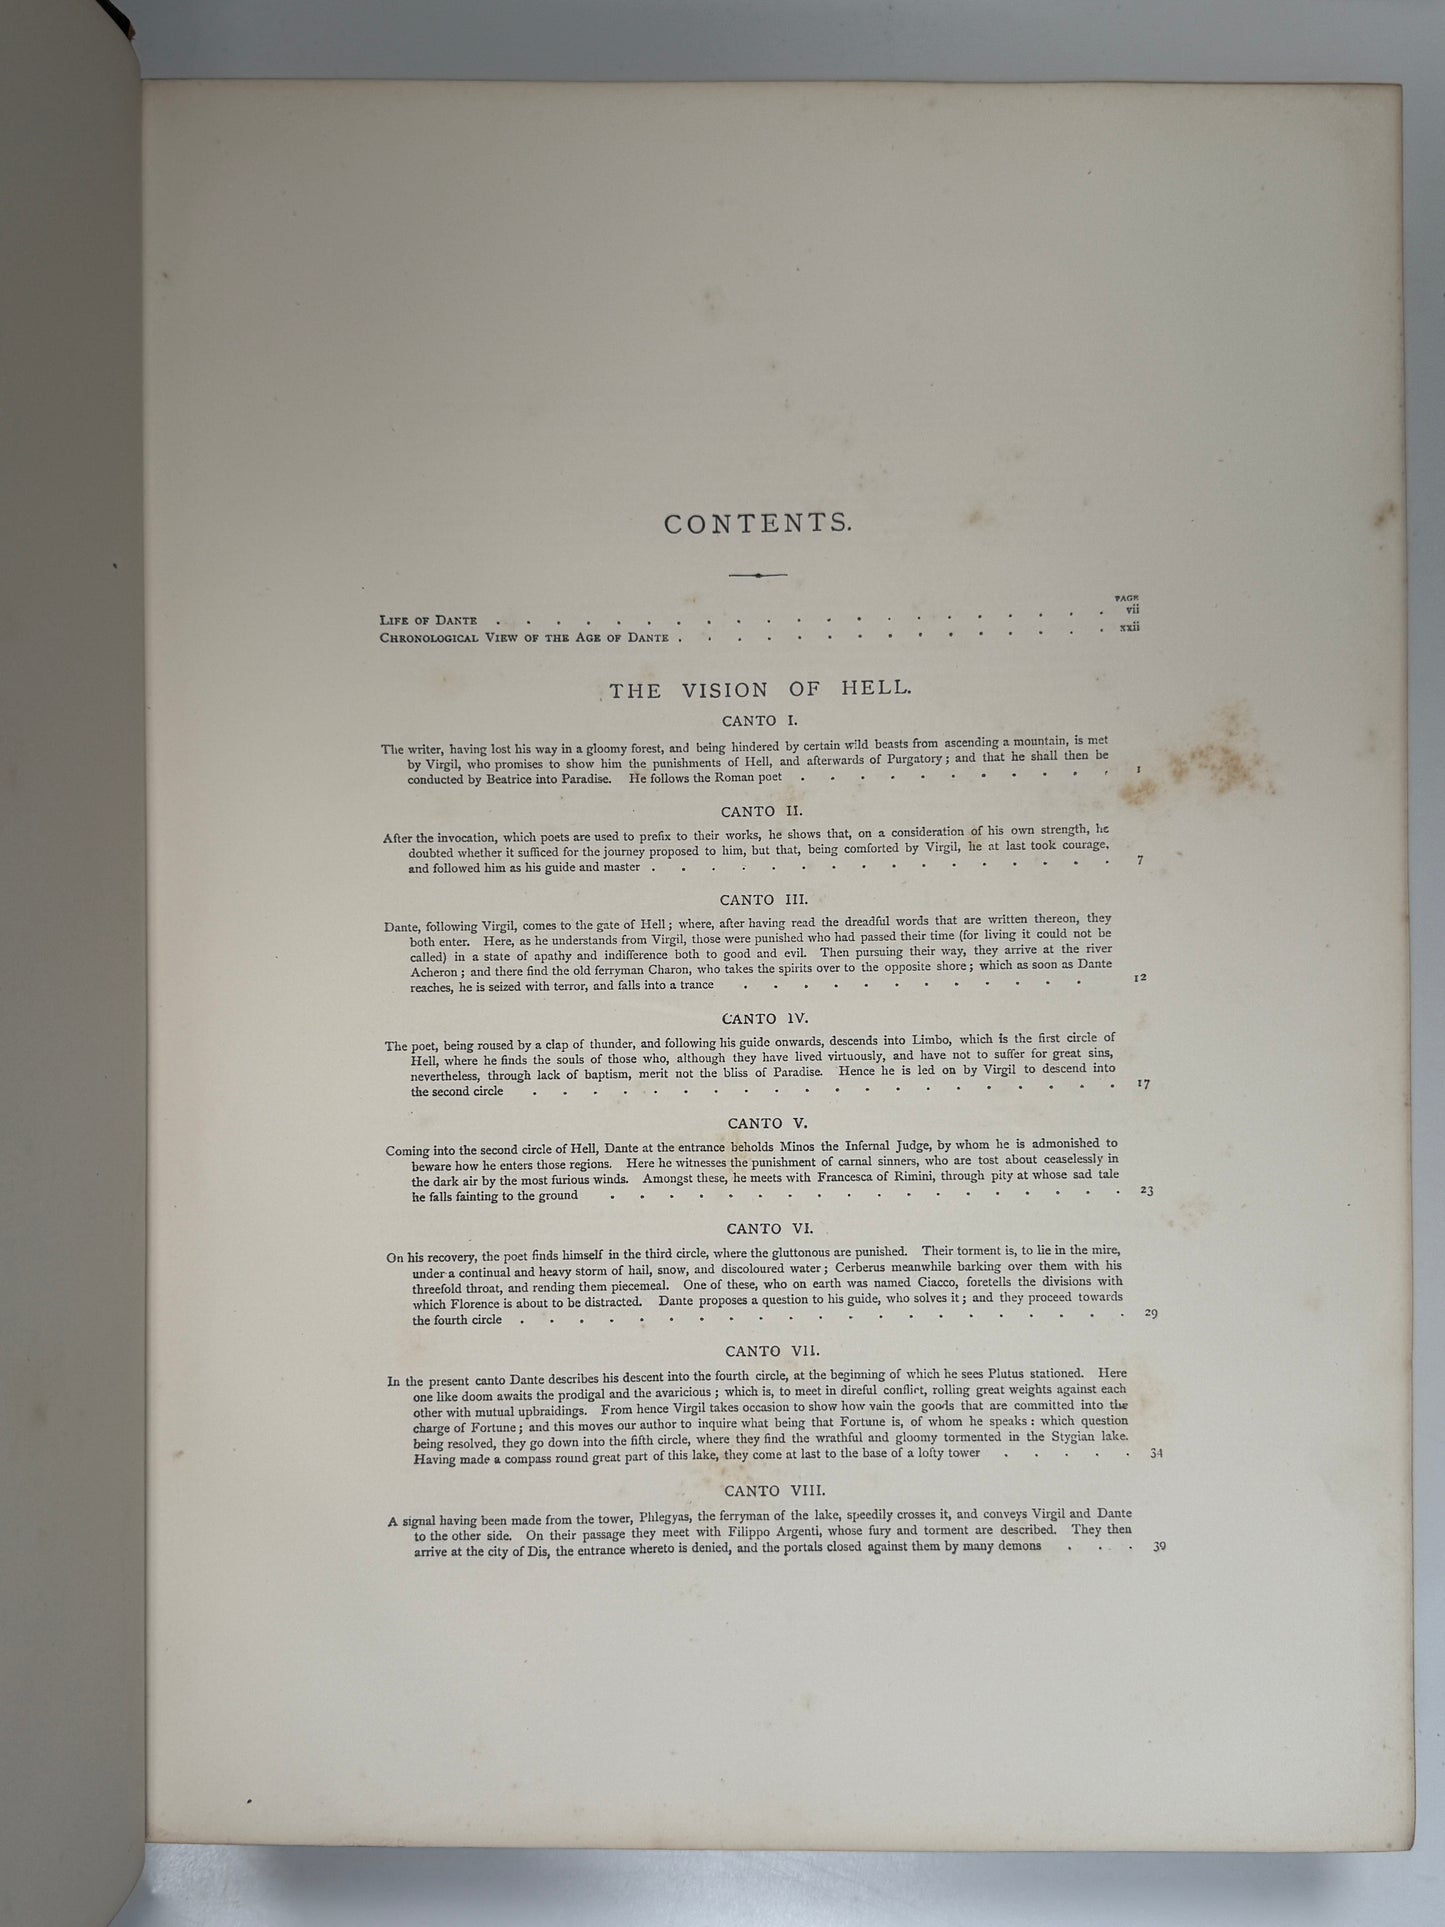 CONTENTS.
PAGE
LIFE OF DANTE . . . . . . . . . . . . . . . . . . . . . vii
CHRONOLOGICAL VIEW OF THE AGE OF DANTE . . . . . . . . . . . . . . . xxii
THE VISION OF HELL.
CANTO I.
The writer, having lost his way in a gloomy forest, and being hindered by certain wild beasts from ascending a mountain, is met
by Virgil, who promises to show him the punishments of Hell, and afterwards of Purgatory; and that he shall then be
conducted by Beatrice into Paradise. He follows the Roman poet . . . . . . . . . . . 1
CANTO II.
After the invocation, which poets are used to prefix to their works, he shows that, on a consideration of his own strength, he
doubted whether it sufficed for the journey proposed to him, but that, being comforted by Virgil, he at last took courage,
and followed him as his guide and master . . . . . . . . . . . . . . . . 7
CANTO III.
Dante, following Virgil, comes to the gate of Hell; where, after having read the dreadful words that are written thereon, they
both enter. Here, as he understands from Virgil, those were punished who had passed their time (for living it could not be
called) in a state of apathy and indifference both to good and evil. Then pursuing their way, they arrive at the river
Acheron; and there find the old ferryman Charon, who takes the spirits over to the opposite shore; which as soon as Dante
reaches, he is seized with terror, and falls into a trance . . . . . . . . . . . . 12
CANTO IV.
The poet, being roused by a clap of thunder, and following his guide onwards, descends into Limbo, which is the first circle of
Hell, where he finds the souls of those who, although they have lived virtuously, and have not to suffer for great sins,
nevertheless, through lack of baptism, merit not the bliss of Paradise. Hence he is led on by Virgil to descend into
the second circle . . . . . . . . . . . . . . . . . . . . 17
CANTO V.
Coming into the second circle of Hell, Dante at the entrance beholds Minos the Infernal Judge, by whom he is admonished to
beware how he enters those regions. Here he witnesses the punishment of carnal sinners, who are tost about ceaselessly in
the dark air by the most furious winds. Amongst these, he meets with Francesca of Rimini, through pity at whose sad tale
he falls fainting to the ground . . . . . . . . . . . . . . . . . . 23
CANTO VI.
On his recovery, the poet finds himself in the third circle, where the gluttonous are punished. Their torment is, to lie in the mire,
under a continual and heavy storm of hail, snow, and discoloured water; Cerberus meanwhile barking over them with his
threefold throat, and rending them piecemeal. One of these, who on earth was named Ciacco, foretells the divisions with
which Florence is about to be distracted. Dante proposes a question to his guide, who solves it; and they proceed towards
the fourth circle . . . . . . . . . . . . . . . . . . . . . 29
CANTO VII.
In the present canto Dante describes his descent into the fourth circle, at the beginning of which he sees Plutus stationed. Here
one like doom awaits the prodigal and the avaricious; which is, to meet in direful conflict, rolling great weights against each
other with mutual upbraidings. From hence Virgil takes occasion to show how vain the goods that are committed into the
charge of Fortune; and this moves our author to inquire what being that Fortune is, of whom he speaks: which question
being resolved, they go down into the fifth circle, where they find the wrathful and gloomy tormented in the Stygian lake.
Having made a compass round great part of this lake, they come at last to the base of a lofty tower . . . . . 34
CANTO VIII.
A signal having been made from the tower, Phlegyas, the ferryman of the lake, speedily crosses it, and conveys Virgil and Dante
to the other side. On their passage they meet with Filippo Argenti, whose fury and torment are described. They then
arrive at the city of Dis, the entrance whereto is denied, and the portals closed against them by many demons . . . 39